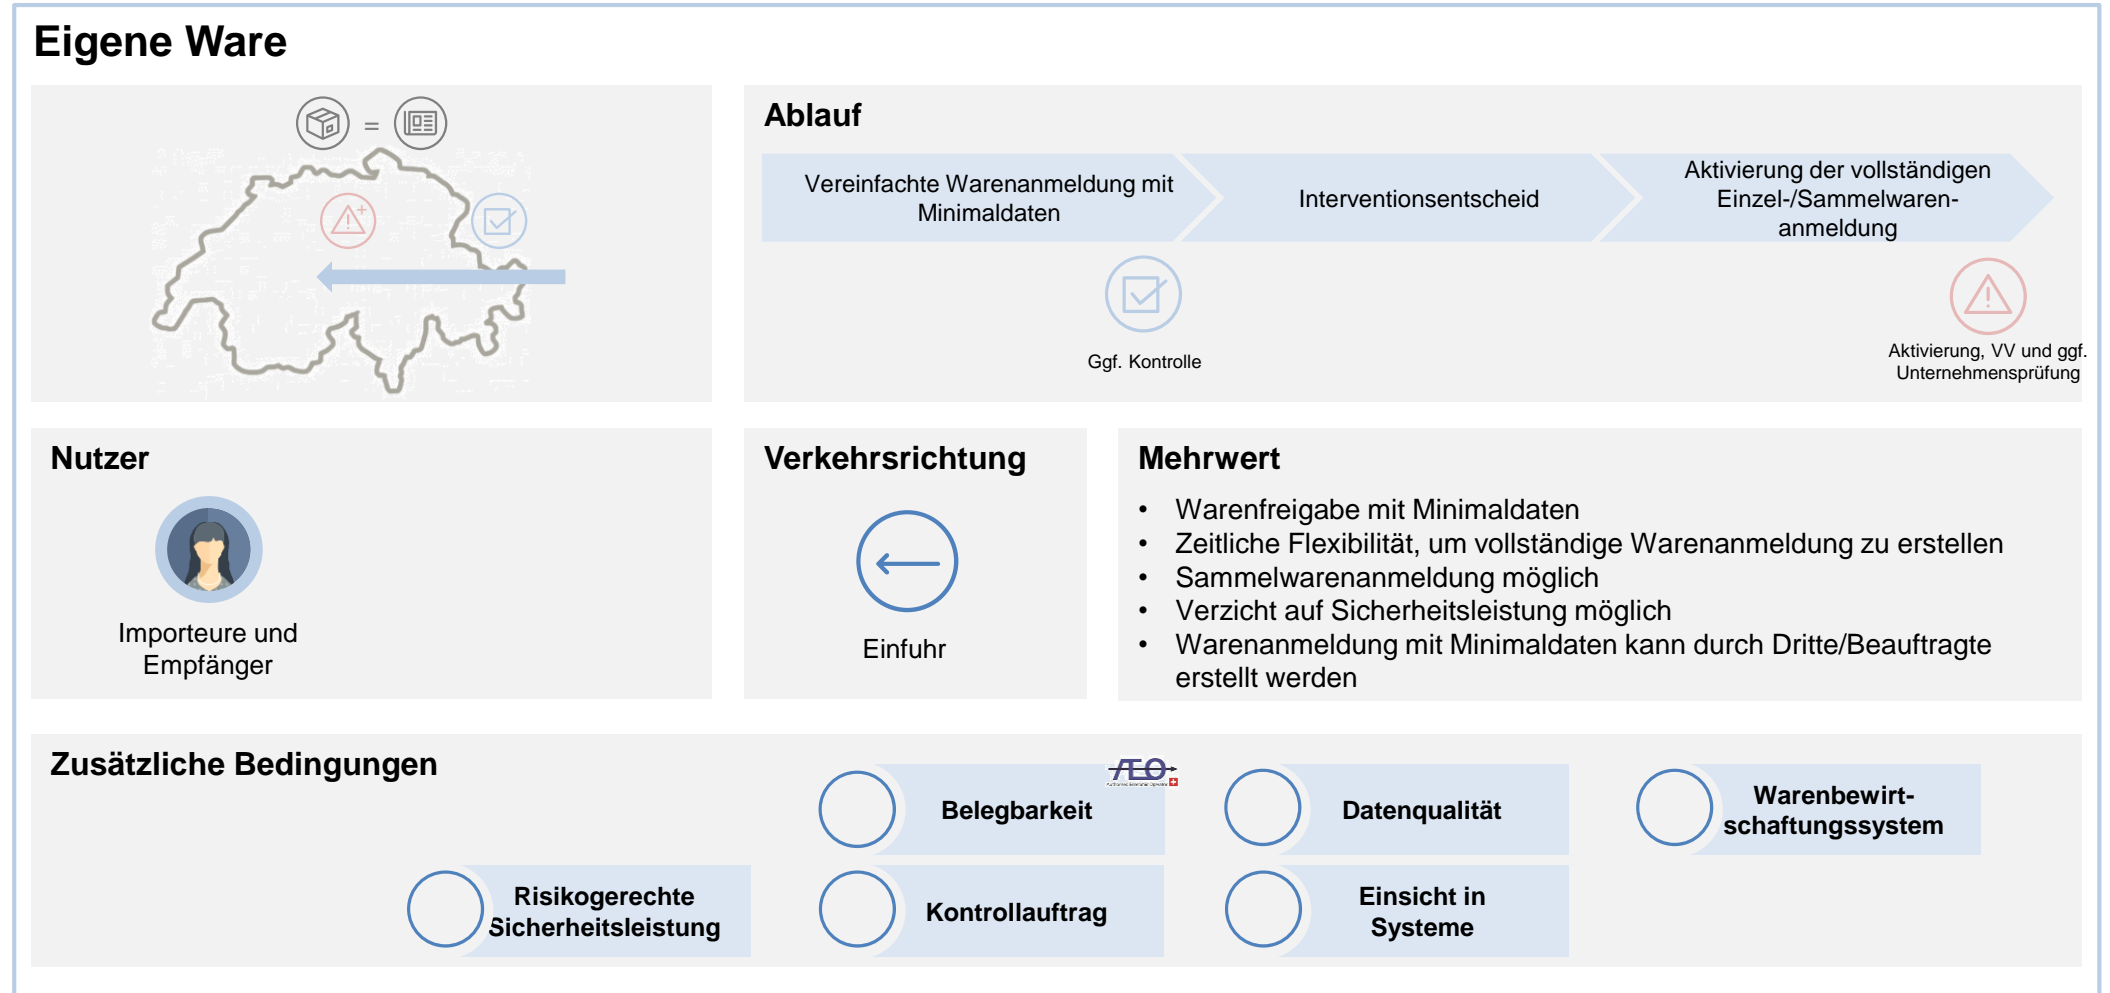 Eigene Ware
=
Ablauf
Vereinfachte Warenanmeldung mit
Minimaldaten
Interventionsentscheid
Aktivierung der vollständigen
Einzel-/Sammelwaren-
anmeldung
Ggf. Kontrolle
Aktivierung, VV und ggf.
Unternehmensprüfung
Nutzer
Importeure und
Empfänger
Verkehrsrichtung
Einfuhr
Mehrwert
• Warenfreigabe mit Minimaldaten
• Zeitliche Flexibilität, um vollständige Warenanmeldung zu erstellen
• Sammelwarenanmeldung möglich
• Verzicht auf Sicherheitsleistung möglich
• Warenanmeldung mit Minimaldaten kann durch Dritte/Beauftragte
erstellt werden
Zusätzliche Bedingungen
AEO
Authorised Economic Operator
Belegbarkeit
Datenqualität
Warenbewirt-
schaftungssystem
Risikogerechte
Sicherheitsleistung
Kontrollauftrag
Einsicht in
Systeme